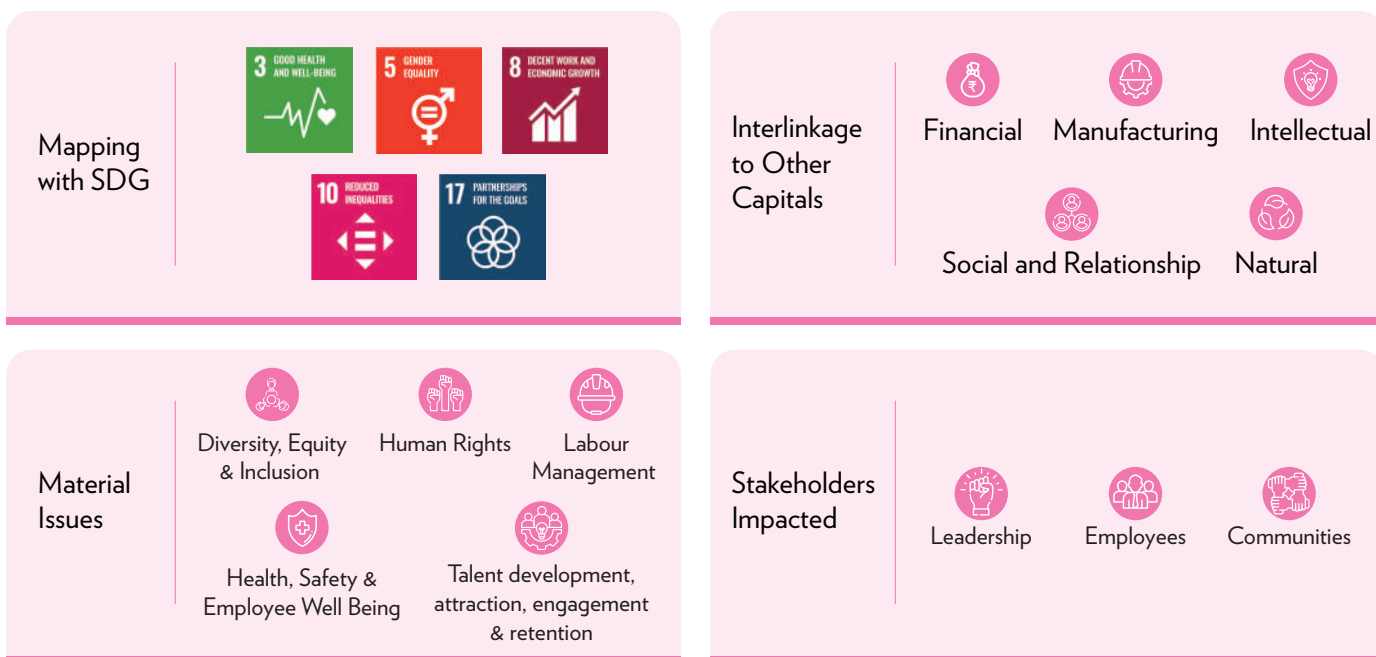 Mapping
with SDG
3 GOOD HEALTH
AND WELL-BEING
5 GENDER
EQUALITY
8 DECENT WORK AND
ECONOMIC GROWTH
10 REDUCED
INEQUALITIES
17 PARTNERSHIPS
FOR THE GOALS
Interlinkage
to Other
Capitals
₹
Financial
Manufacturing
Intellectual
Social and Relationship
Natural
Material
Issues
Diversity, Equity
& Inclusion
Human Rights
Labour
Management
Health, Safety &
Employee Well Being
Talent development,
attraction, engagement
& retention
Stakeholders
Impacted
Leadership
Employees
Communities